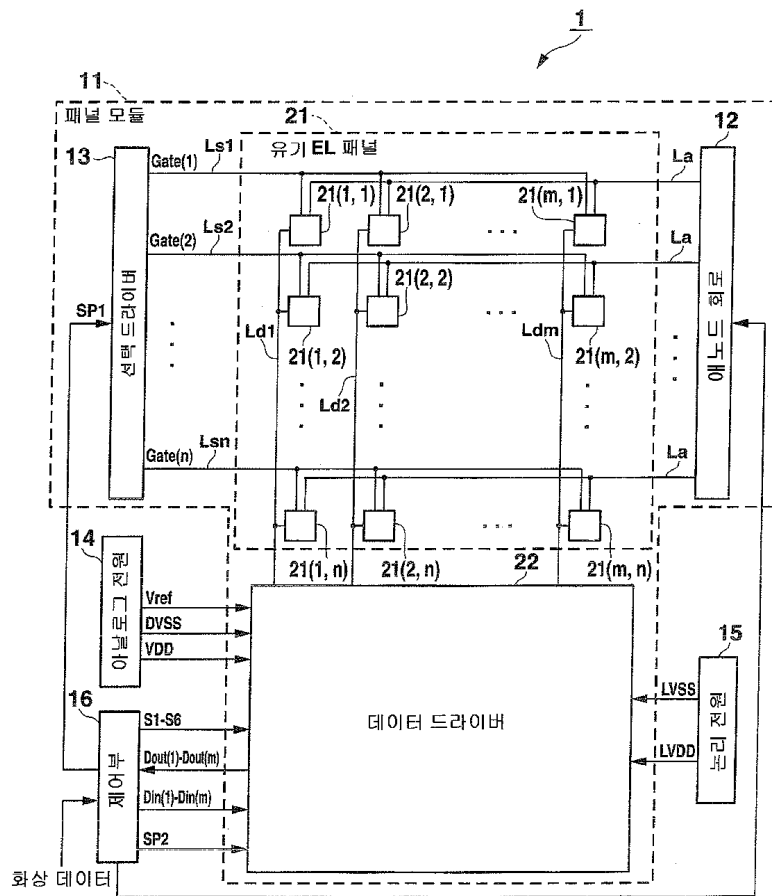 1
11
패널 모듈
21
12
13
Gate(1)
Ls1
유기 EL 패널
La
21(1, 1)
21(2, 1)
21(m, 1)
Gate(2)
Ls2
La
21(2, 2)
SP1
선택 드라이버
애노드 회로
Ld1
21(1, 2)
Ldm
21(m, 2)
Ld2
Gate(n)
Lsn
La
14
21(1, n)
21(2, n)
22
21(m, n)
아날로그 전원
Vref
DVSS
VDD
15
16
S1-S6
데이터 드라이버
LVSS
논리 전원
제어부
Dout(1)-Dout(m)
LVDD
Din(1)-Din(m)
SP2
화상 데이터